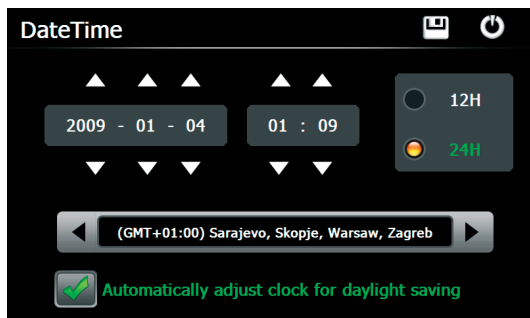 DateTime
2009 - 01 - 04 01 : 09
12H
24H
(GMT+01:00) Sarajevo, Skopje, Warsaw, Zagreb
Automatically adjust clock for daylight saving